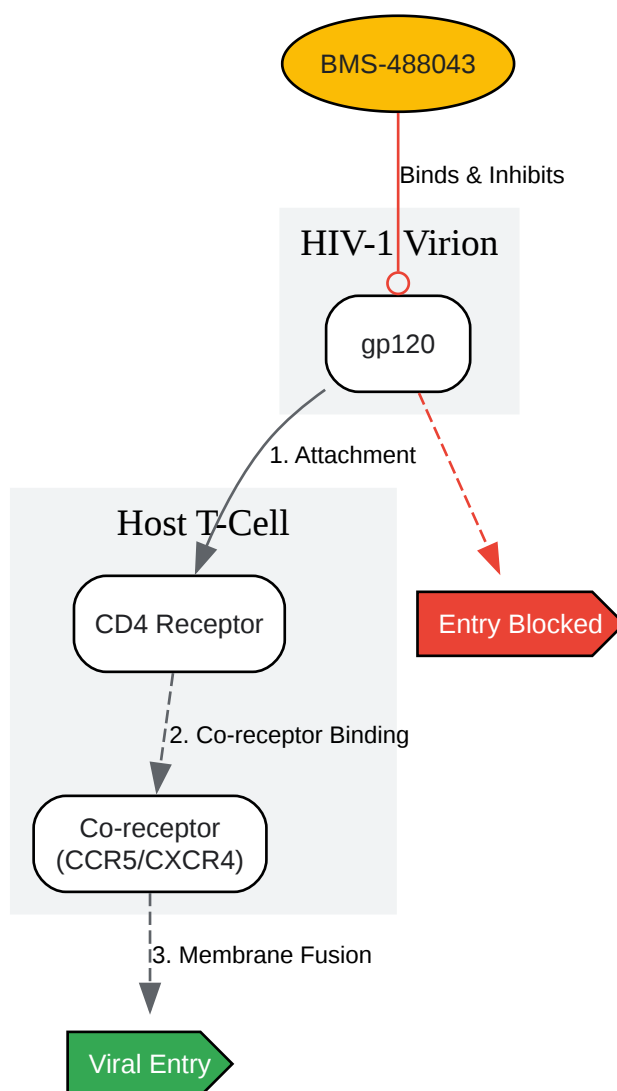 BMS-488043
Binds & Inhibits
HIV-1 Virion
gp120
1. Attachment
Host T-Cell
CD4 Receptor
Entry Blocked
2. Co-receptor Binding
Co-receptor
(CCR5/CXCR4)
3. Membrane Fusion
Viral Entry